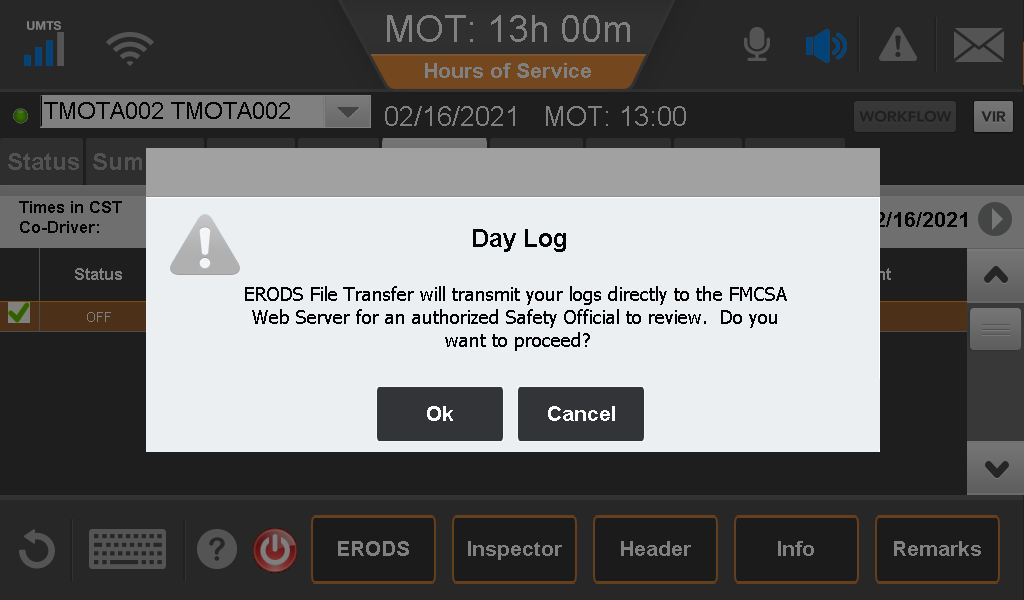 UMTS
MOT: 13h 00m
Hours of Service
TMOTA002 TMOTA002
02/16/2021
MOT: 13:00
WORKFLOW
VIR
Status
Sum
Times in CST
Co-Driver:
2/16/2021
Status
nt
OFF
Day Log
ERODS File Transfer will transmit your logs directly to the FMCSA
Web Server for an authorized Safety Official to review.  Do you
want to proceed?
Ok
Cancel
?
ERODS
Inspector
Header
Info
Remarks